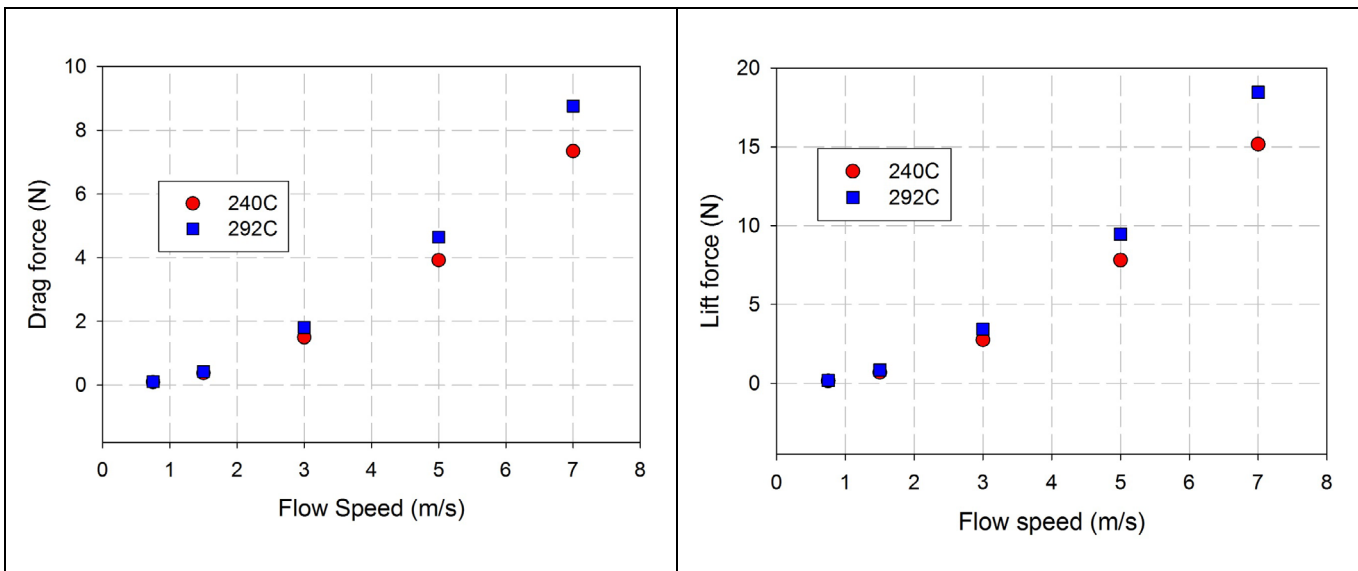 10
8
6
4
2
0
Drag force (N)
240C
292C
0 1 2 3 4 5 6 7 8
Flow Speed (m/s)
20
15
10
5
0
Lift force (N)
240C
292C
0 1 2 3 4 5 6 7 8
Flow speed (m/s)